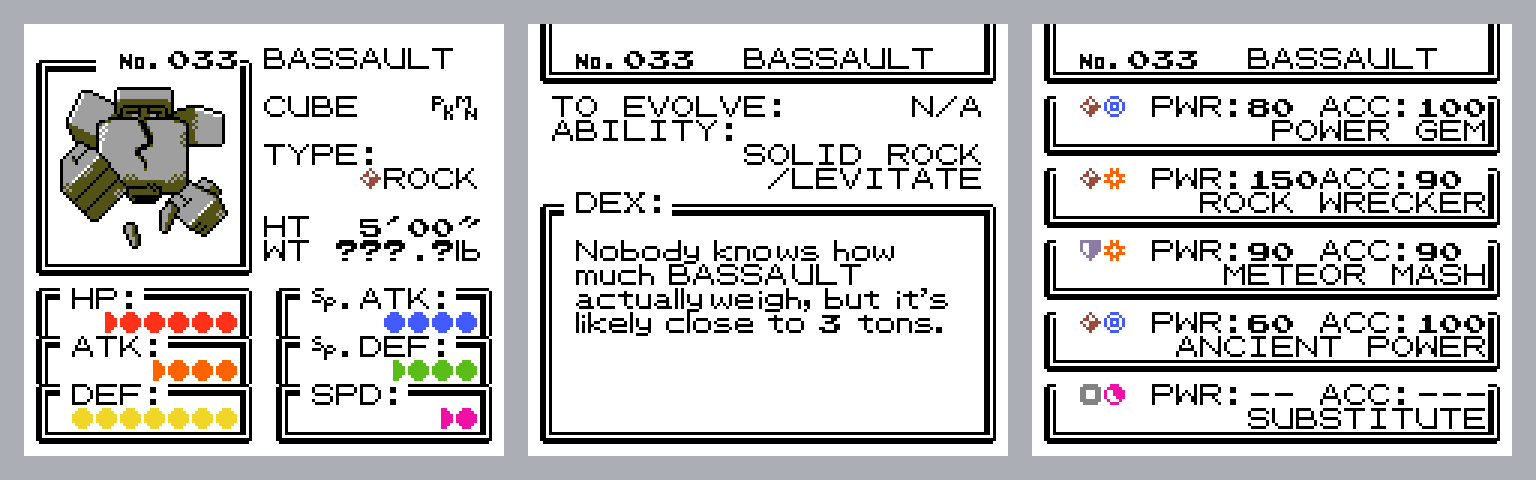 No. 033 BASSAULT
CUBE PKMN
TYPE:
ROCK
HT 5'00"
WT ???.?lb
HP: Sp. ATK:
ATK: Sp. DEF:
DEF: SPD:
No. 033 BASSAULT
TO EVOLVE: N/A
ABILITY:
SOLID ROCK
/LEVITATE
DEX:
Nobody knows how
much BASSAULT
actually weigh, but it's
likely close to 3 tons.
No. 033 BASSAULT
PWR:80 ACC:100
POWER GEM
PWR:150 ACC:90
ROCK WRECKER
PWR:90 ACC:90
METEOR MASH
PWR:60 ACC:100
ANCIENT POWER
PWR:-- ACC:---
SUBSTITUTE